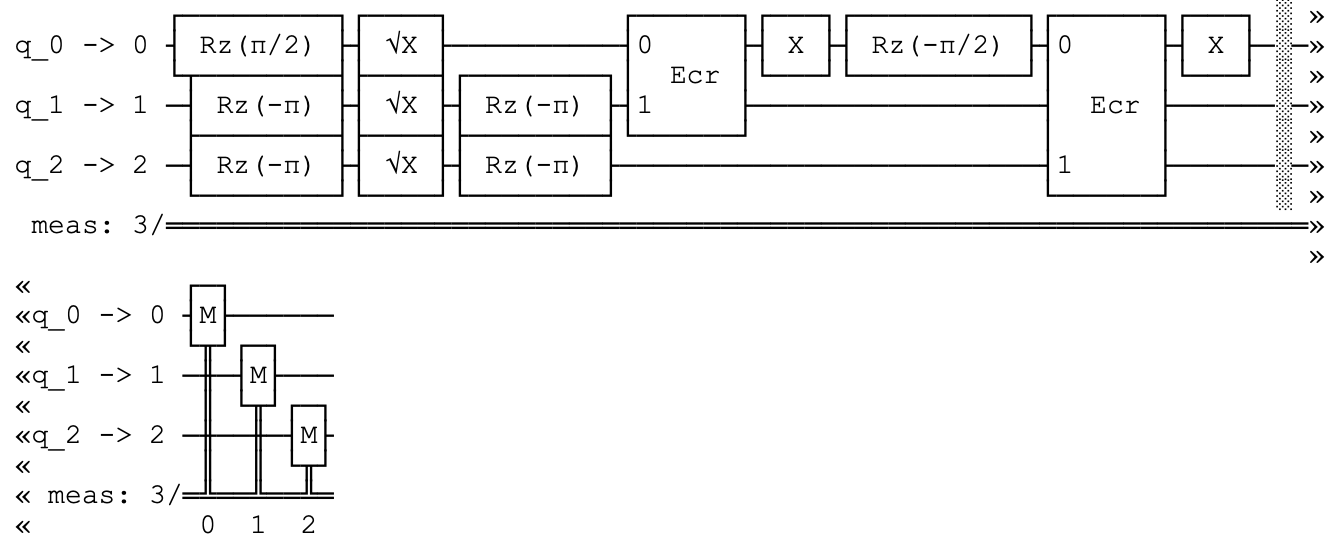 »
q_0 -> 0 Rz(π/2) √X 0 X Rz(-π/2) 0 X »
Ecr »
q_1 -> 1 Rz(-π) √X Rz(-π) 1 Ecr »
»
q_2 -> 2 Rz(-π) √X Rz(-π) 1 »
»
meas: 3/ »
»
«
«q_0 -> 0 M
«
«q_1 -> 1 M
«
«q_2 -> 2 M
«
« meas: 3/
« 0 1 2